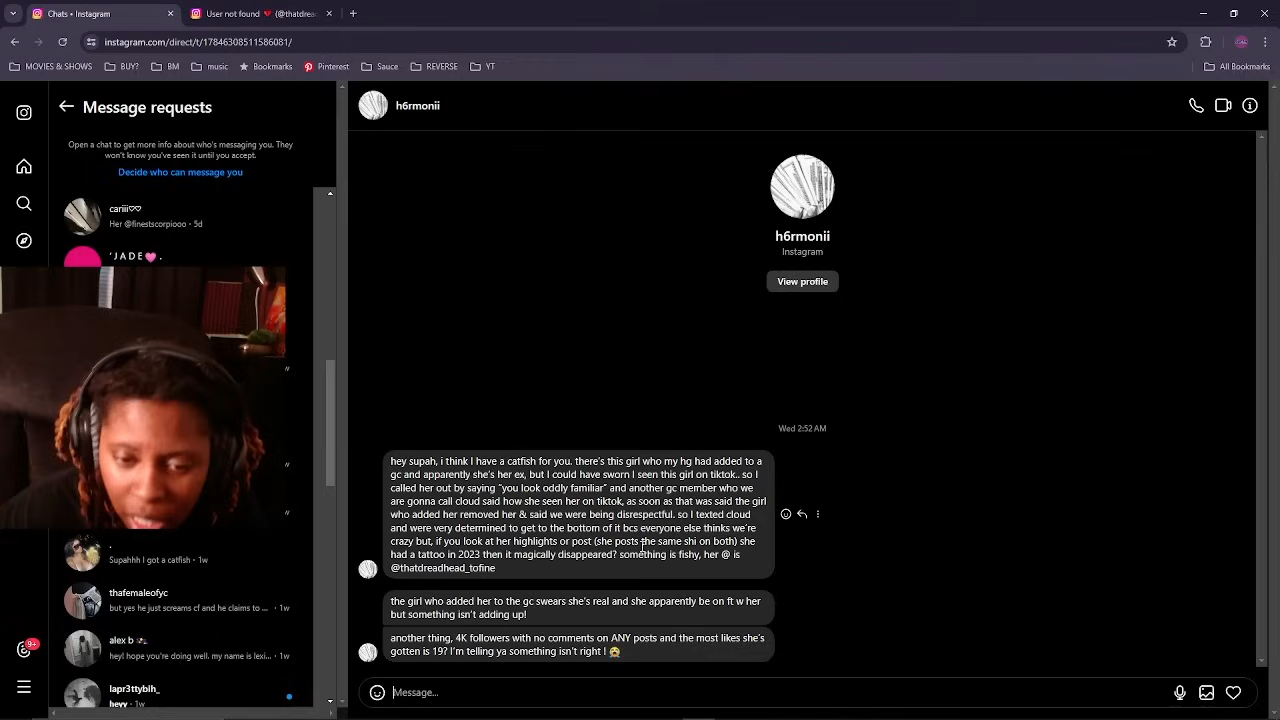 Chats • Instagram
User not found 💔 (@thatdrea
instagram.com/direct/t/17846308511586081/
MOVIES & SHOWS
BUY?
BM
music
Bookmarks
Pinterest
Sauce
REVERSE
YT
All Bookmarks
Message requests
Open a chat to get more info about who's messaging you. They
won't know you've seen it until you accept.
Decide who can message you
cariii♡♡
Her @finestscorpiooo • 5d
'J A D E🩷 .
.
Supahhh I got a catfish • 1w
thafemaleofyc
but yes he just screams cf and he claims to ... • 1w
alex b
hey! hope you're doing well. my name is lexi... • 1w
lapr3ttybih_
heyy • 1w
9+
h6rmonii
h6rmonii
Instagram
View profile
Wed 2:52 AM
hey supah, i think I have a catfish for you. there's this girl who my hg had added to a
gc and apparently she's her ex, but I could have sworn I seen this girl on tiktok.. so I
called her out by saying "you look oddly familiar" and another gc member who we
are gonna call cloud said how she seen her on tiktok, as soon as that was said the girl
who added her removed her & said we were being disrespectful. so I texted cloud
and were very determined to get to the bottom of it bcs everyone else thinks we're
crazy but, if you look at her highlights or post (she posts the same shi on both) she
had a tattoo in 2023 then it magically disappeared? something is fishy, her @ is
@thatdreadhead_tofine
the girl who added her to the gc swears she's real and she apparently be on ft w her
but something isn't adding up!
another thing, 4K followers with no comments on ANY posts and the most likes she's
gotten is 19? I'm telling ya something isn't right ! 😭
Message...